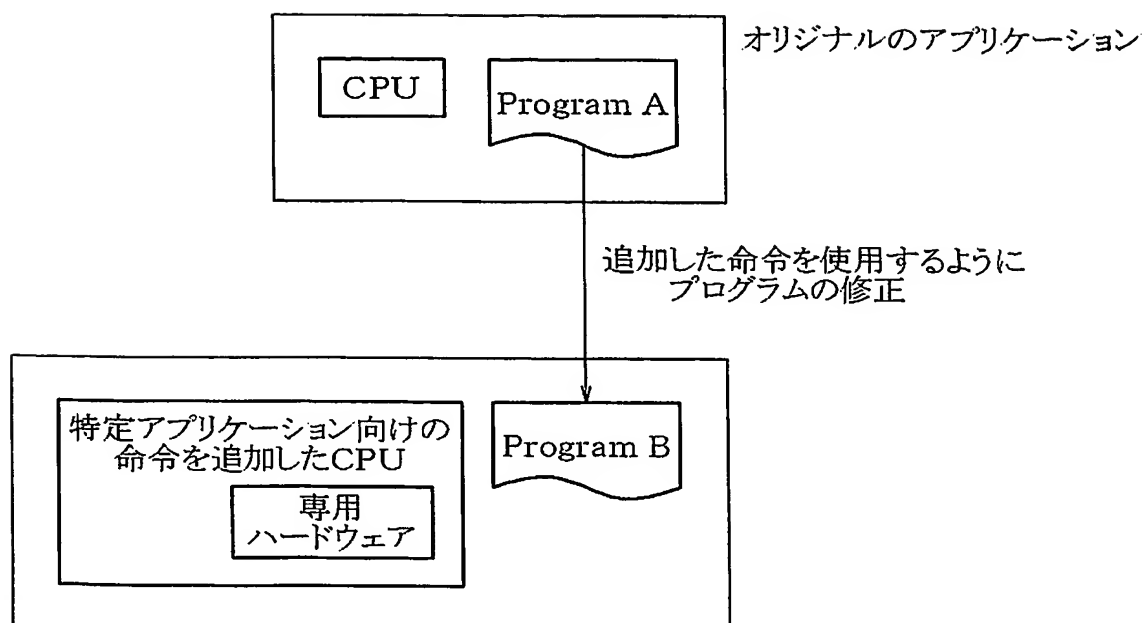 オリジナルのアプリケーション
CPU
Program A
追加した命令を使用するように
プログラムの修正
特定アプリケーション向けの
命令を追加したCPU
専用
ハードウェア
Program B